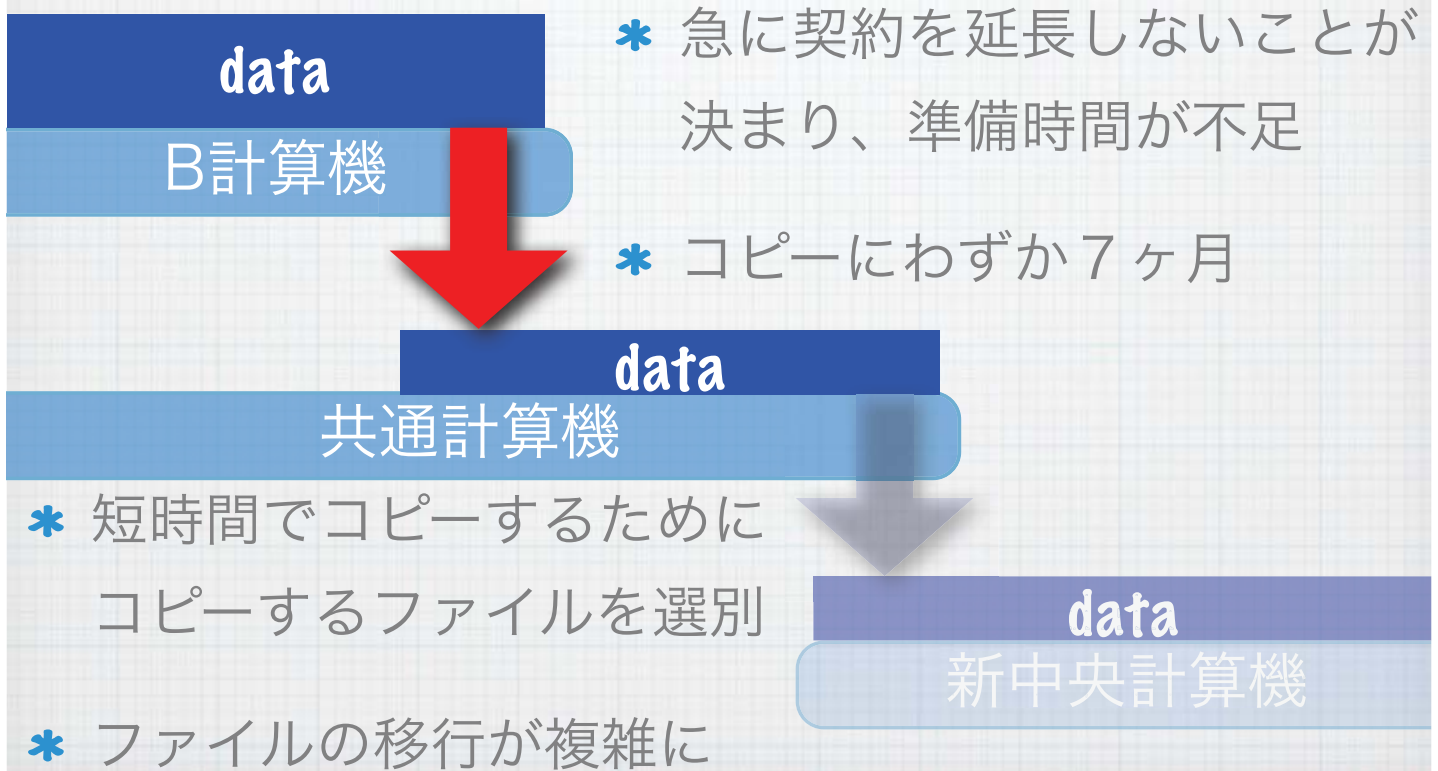 data
B計算機
* 急に契約を延長しないことが
決まり、準備時間が不足
* コピーにわずか7ヶ月
data
共通計算機
* 短時間でコピーするために
コピーするファイルを選別
data
新中央計算機
* ファイルの移行が複雑に